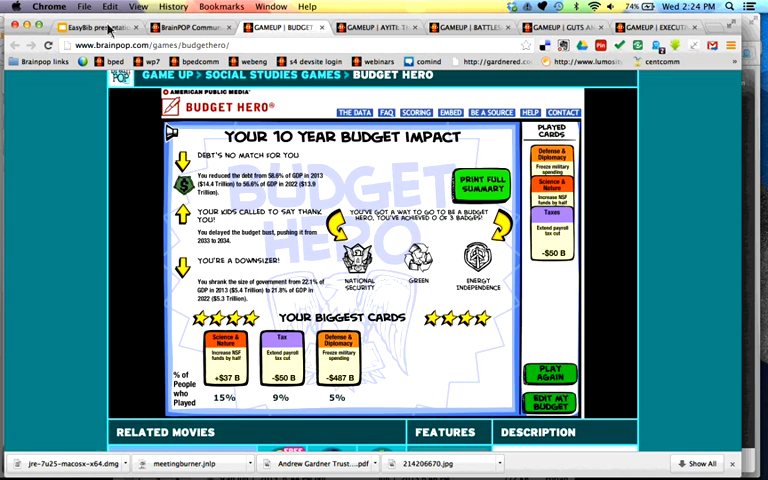 Chrome File Edit View History Bookmarks Window Help 74% Wed 2:24 PM
EasyBib presentation BrainPOP Commun GAMEUP | BUDGET GAMEUP | AYITI: TH GAMEUP | BATTLES GAMEUP | GUTS AN GAMEUP | EXECUTIV
www.brainpop.com/games/budgethero/
Brainpop links bped wp7 bpedcomm webeng s4 devsite login webinars comind http://gardnered.co http://www.lumosity centcomm
BRAIN POP GAME UP > SOCIAL STUDIES GAMES > BUDGET HERO
AMERICAN PUBLIC MEDIA™
BUDGET HERO®
THE DATA FAQ SCORING EMBED BE A SOURCE HELP CONTACT
BUDGET HERO
YOUR 10 YEAR BUDGET IMPACT
DEBT'S NO MATCH FOR YOU
You reduced the debt from 58.6% of GDP in 2013
($14.4 Trillion) to 56.6% of GDP in 2022 ($13.9
Trillion).
PRINT FULL
SUMMARY
YOUR KIDS CALLED TO SAY THANK
YOU!
You delayed the budget bust, pushing it from
2033 to 2034.
YOU'VE GOT A WAY TO GO TO BE A BUDGET
HERO, YOU'VE ACHIEVED 0 OF 3 BADGES!
YOU'RE A DOWNSIZER!
You shrank the size of government from 22.1% of
GDP in 2013 ($5.4 Trillion) to 21.8% of GDP in
2022 ($5.3 Trillion).
NATIONAL
SECURITY
GREEN
ENERGY
INDEPENDENCE
YOUR BIGGEST CARDS
Science &
Nature
Increase NSF
funds by half
+$37 B
Tax
Extend payroll
tax cut
-$50 B
Defense &
Diplomacy
Freeze military
spending
-$487 B
% of
People
who
Played
15% 9% 5%
PLAYED
CARDS
Defense &
Diplomacy
Freeze military
spending
Science &
Nature
Increase NSF
funds by half
Taxes
Extend payroll
tax cut
-$50 B
PLAY
AGAIN
EDIT MY
BUDGET
RELATED MOVIES FEATURES DESCRIPTION
FREE
jre-7u25-macosx-x64.dmg meetingburner.jnlp Andrew Gardner Trust....pdf 214206670.jpg Show All